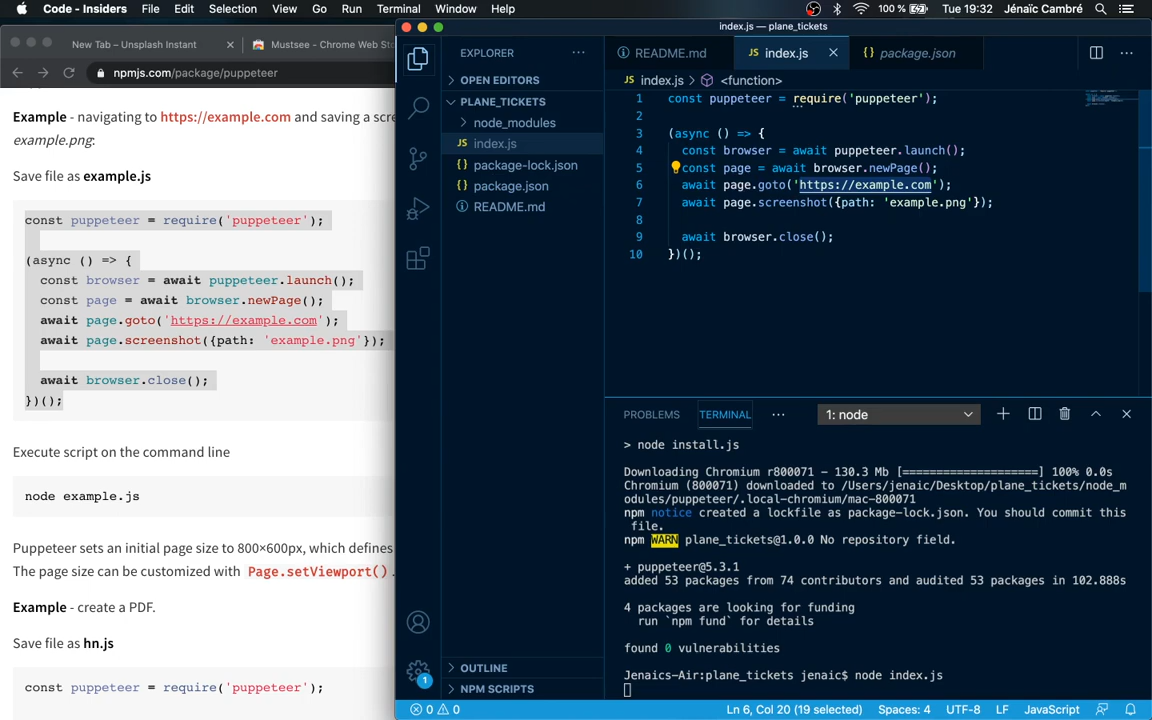 Code - Insiders File Edit Selection View Go Run Terminal Window Help 100 % Tue 19:32 Jénaïc Cambré
New Tab – Unsplash Instant
Mustsee - Chrome Web Sto
npmjs.com/package/puppeteer
Example - navigating to https://example.com and saving a scre
example.png:
Save file as example.js
const puppeteer = require('puppeteer');
(async () => {
const browser = await puppeteer.launch();
const page = await browser.newPage();
await page.goto('https://example.com');
await page.screenshot({path: 'example.png'});
await browser.close();
})();
Execute script on the command line
node example.js
Puppeteer sets an initial page size to 800×600px, which defines
The page size can be customized with Page.setViewport().
Example - create a PDF.
Save file as hn.js
const puppeteer = require('puppeteer');
index.js — plane_tickets
EXPLORER
OPEN EDITORS
PLANE_TICKETS
node_modules
JS index.js
{} package-lock.json
{} package.json
README.md
OUTLINE
NPM SCRIPTS
1
README.md
JS index.js
{} package.json
JS index.js > <function>
1 const puppeteer = require('puppeteer');
2
3 (async () => {
4 const browser = await puppeteer.launch();
5 const page = await browser.newPage();
6 await page.goto('https://example.com');
7 await page.screenshot({path: 'example.png'});
8
9 await browser.close();
10 })();
PROBLEMS TERMINAL ··· 1: node
> node install.js
Downloading Chromium r800071 - 130.3 Mb [====================] 100% 0.0s
Chromium (800071) downloaded to /Users/jenaic/Desktop/plane_tickets/node_m
odules/puppeteer/.local-chromium/mac-800071
npm notice created a lockfile as package-lock.json. You should commit this
file.
npm WARN plane_tickets@1.0.0 No repository field.
+ puppeteer@5.3.1
added 53 packages from 74 contributors and audited 53 packages in 102.888s
4 packages are looking for funding
run `npm fund` for details
found 0 vulnerabilities
Jenaics-Air:plane_tickets jenaic$ node index.js
0 0 Ln 6, Col 20 (19 selected) Spaces: 4 UTF-8 LF JavaScript